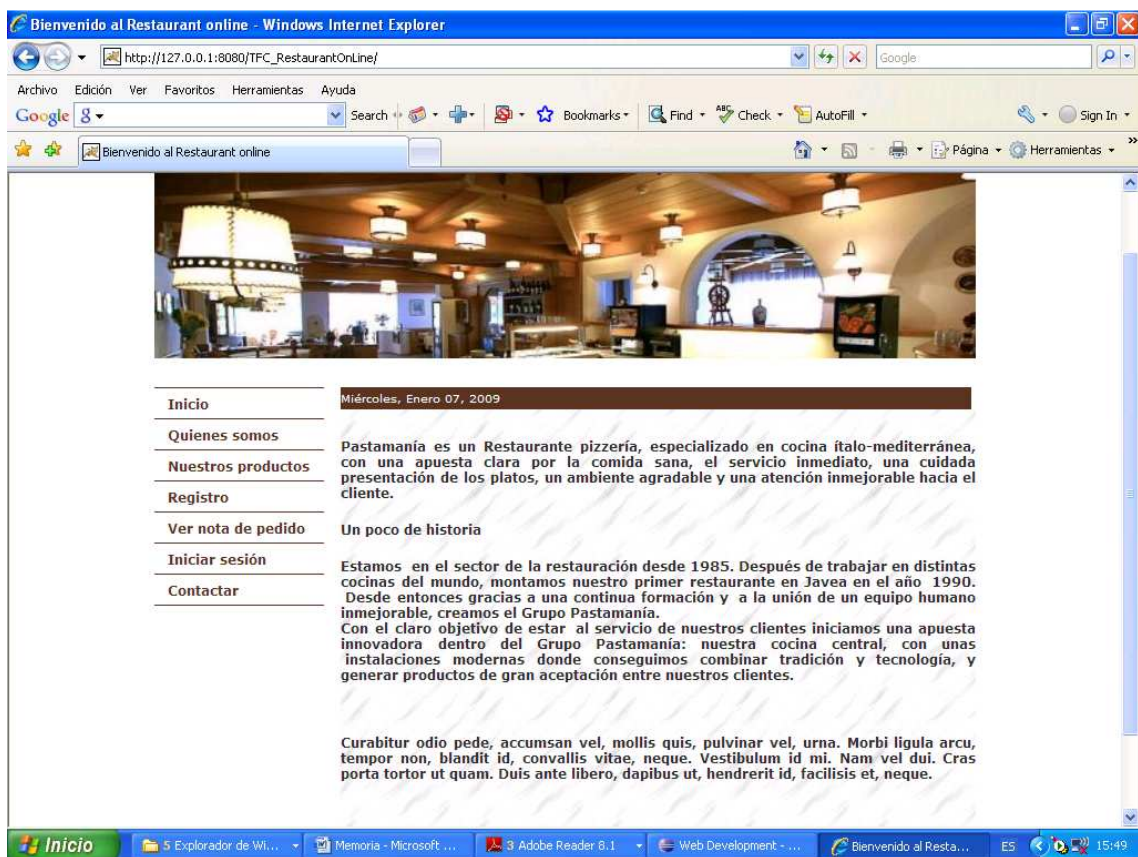 Bienvenido al Restaurant online - Windows Internet Explorer
http://127.0.0.1:8080/TFC_RestaurantOnLine/
Google
Archivo Edición Ver Favoritos Herramientas Ayuda
Google Search Bookmarks Find Check AutoFill Sign In
Bienvenido al Restaurant online Página Herramientas
Inicio
Quienes somos
Nuestros productos
Registro
Ver nota de pedido
Iniciar sesión
Contactar
Miércoles, Enero 07, 2009
Pastamanía es un Restaurante pizzería, especializado en cocina ítalo-mediterránea,
con una apuesta clara por la comida sana, el servicio inmediato, una cuidada
presentación de los platos, un ambiente agradable y una atención inmejorable hacia el
cliente.
Un poco de historia
Estamos en el sector de la restauración desde 1985. Después de trabajar en distintas
cocinas del mundo, montamos nuestro primer restaurante en Javea en el año 1990.
Desde entonces gracias a una continua formación y a la unión de un equipo humano
inmejorable, creamos el Grupo Pastamanía.
Con el claro objetivo de estar al servicio de nuestros clientes iniciamos una apuesta
innovadora dentro del Grupo Pastamanía: nuestra cocina central, con unas
instalaciones modernas donde conseguimos combinar tradición y tecnología, y
generar productos de gran aceptación entre nuestros clientes.
Curabitur odio pede, accumsan vel, mollis quis, pulvinar vel, urna. Morbi ligula arcu,
tempor non, blandit id, convallis vitae, neque. Vestibulum id mi. Nam vel dui. Cras
porta tortor ut quam. Duis ante libero, dapibus ut, hendrerit id, facilisis et, neque.
Inicio 5 Explorador de Wi... Memoria - Microsoft ... 3 Adobe Reader 8.1 Web Development - ... Bienvenido al Resta... ES 15:49